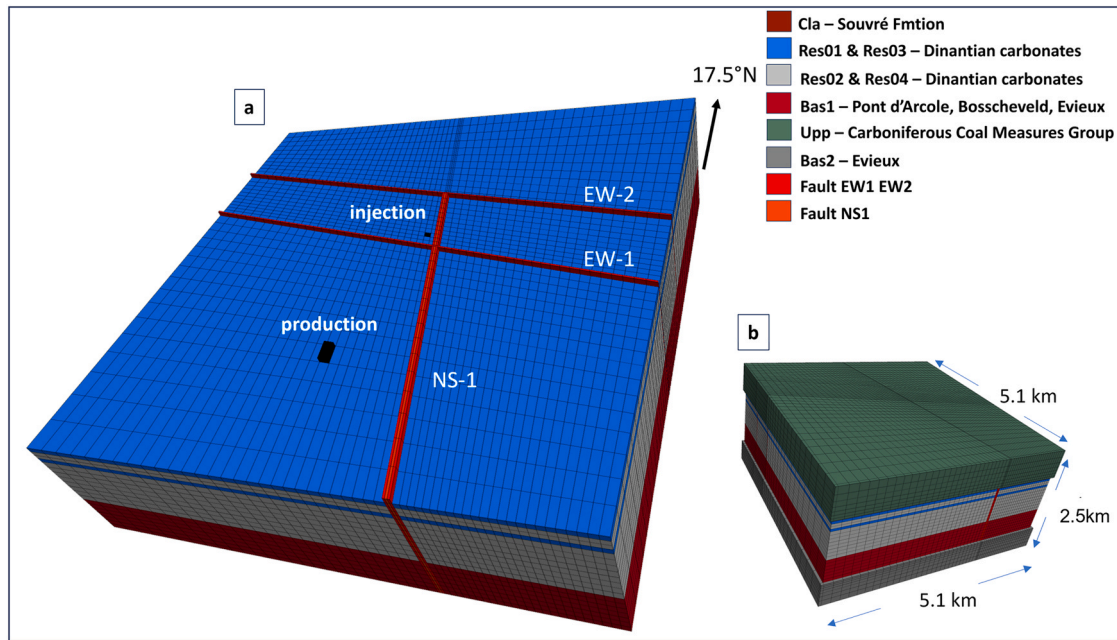 Cla – Souvré Fmtion
Res01 & Res03 – Dinantian carbonates
Res02 & Res04 – Dinantian carbonates
Bas1 – Pont d'Arcole, Bosscheveld, Evieux
Upp – Carboniferous Coal Measures Group
Bas2 – Evieux
Fault EW1 EW2
Fault NS1
17.5°N
a
EW-2
injection
EW-1
production
NS-1
b
5.1 km
2.5km
5.1 km